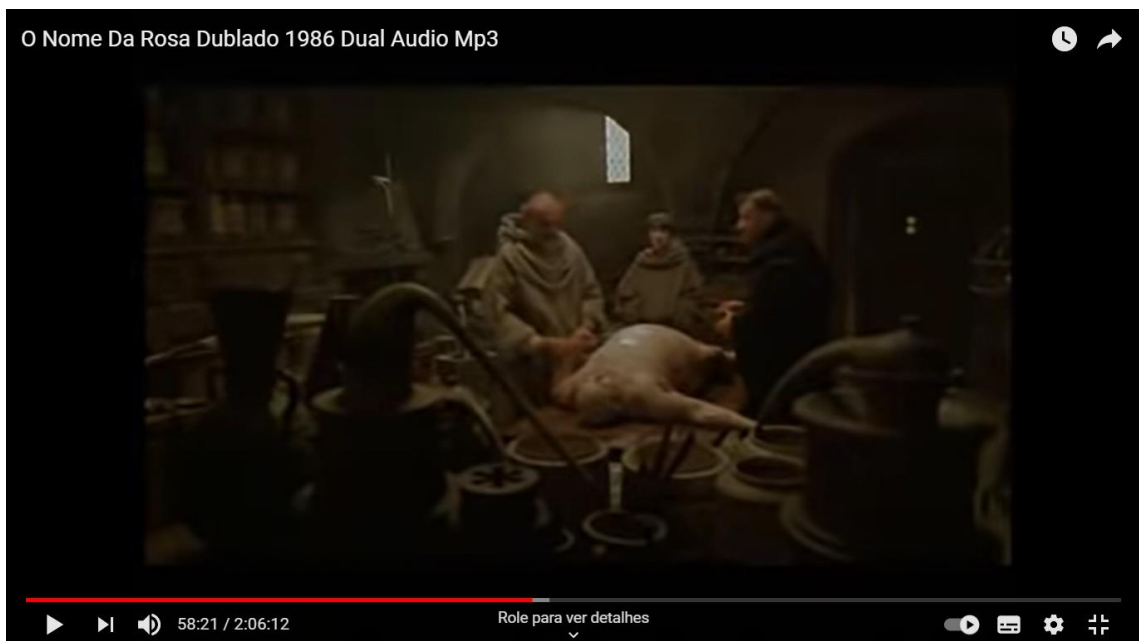 O Nome Da Rosa Dublado 1986 Dual Audio Mp3
58:21 / 2:06:12
Role para ver detalhes